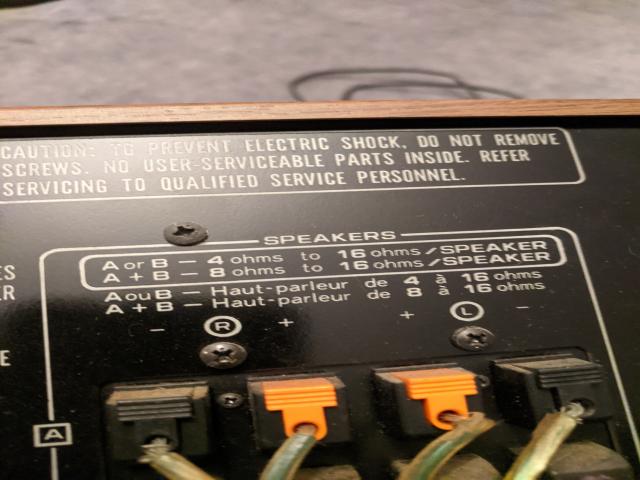 CAUTION: TO PREVENT ELECTRIC SHOCK, DO NOT REMOVE
SCREWS. NO USER-SERVICEABLE PARTS INSIDE. REFER
SERVICING TO QUALIFIED SERVICE PERSONNEL.
SPEAKERS
A or B — 4 ohms to 16 ohms/SPEAKER
A + B — 8 ohms to 16 ohms/SPEAKER
A ou B — Haut-parleur de 4 à 16 ohms
A + B — Haut-parleur de 8 à 16 ohms
− R + + L −
A